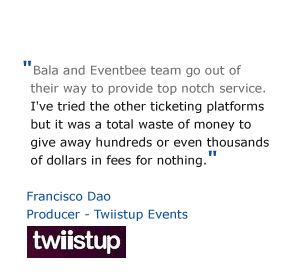 "Bala and Eventbee team go out of
their way to provide top notch service.
I've tried the other ticketing platforms
but it was a total waste of money to
give away hundreds or even thousands
of dollars in fees for nothing."
Francisco Dao
Producer - Twiistup Events
twiistup